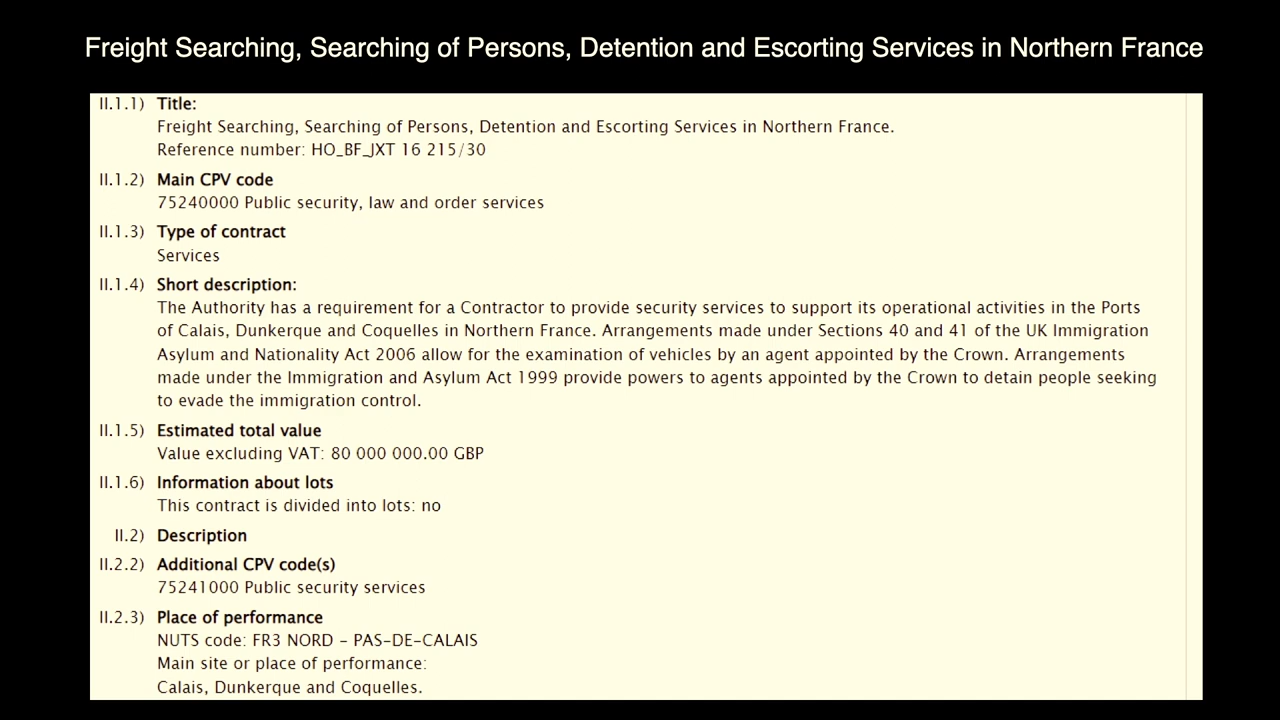 Freight Searching, Searching of Persons, Detention and Escorting Services in Northern France
II.1.1) Title:
Freight Searching, Searching of Persons, Detention and Escorting Services in Northern France.
Reference number: HO_BF_JXT 16 215/30
II.1.2) Main CPV code
75240000 Public security, law and order services
II.1.3) Type of contract
Services
II.1.4) Short description:
The Authority has a requirement for a Contractor to provide security services to support its operational activities in the Ports
of Calais, Dunkerque and Coquelles in Northern France. Arrangements made under Sections 40 and 41 of the UK Immigration
Asylum and Nationality Act 2006 allow for the examination of vehicles by an agent appointed by the Crown. Arrangements
made under the Immigration and Asylum Act 1999 provide powers to agents appointed by the Crown to detain people seeking
to evade the immigration control.
II.1.5) Estimated total value
Value excluding VAT: 80 000 000.00 GBP
II.1.6) Information about lots
This contract is divided into lots: no
II.2) Description
II.2.2) Additional CPV code(s)
75241000 Public security services
II.2.3) Place of performance
NUTS code: FR3 NORD – PAS-DE-CALAIS
Main site or place of performance:
Calais, Dunkerque and Coquelles.